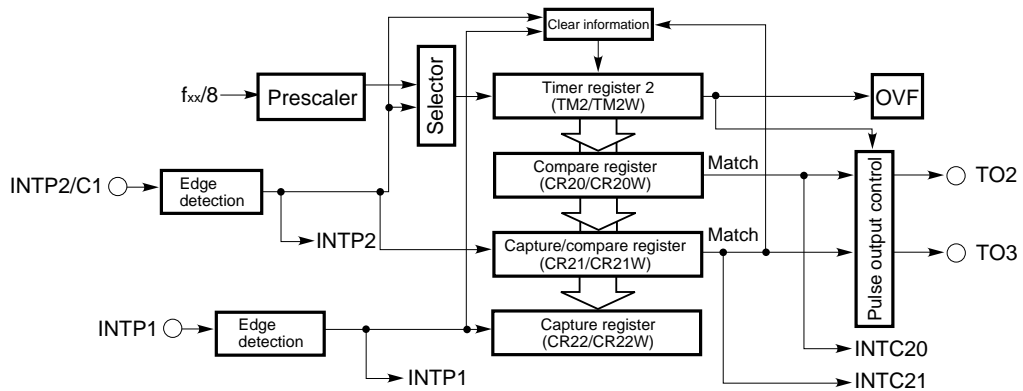 Clear information
fxx/8
Prescaler
Selector
Timer register 2
(TM2/TM2W)
OVF
INTP2/C1
Edge
detection
INTP2
Compare register
(CR20/CR20W)
Match
Capture/compare register
(CR21/CR21W)
Match
Pulse output control
TO2
TO3
INTP1
Edge
detection
INTP1
Capture register
(CR22/CR22W)
INTC20
INTC21